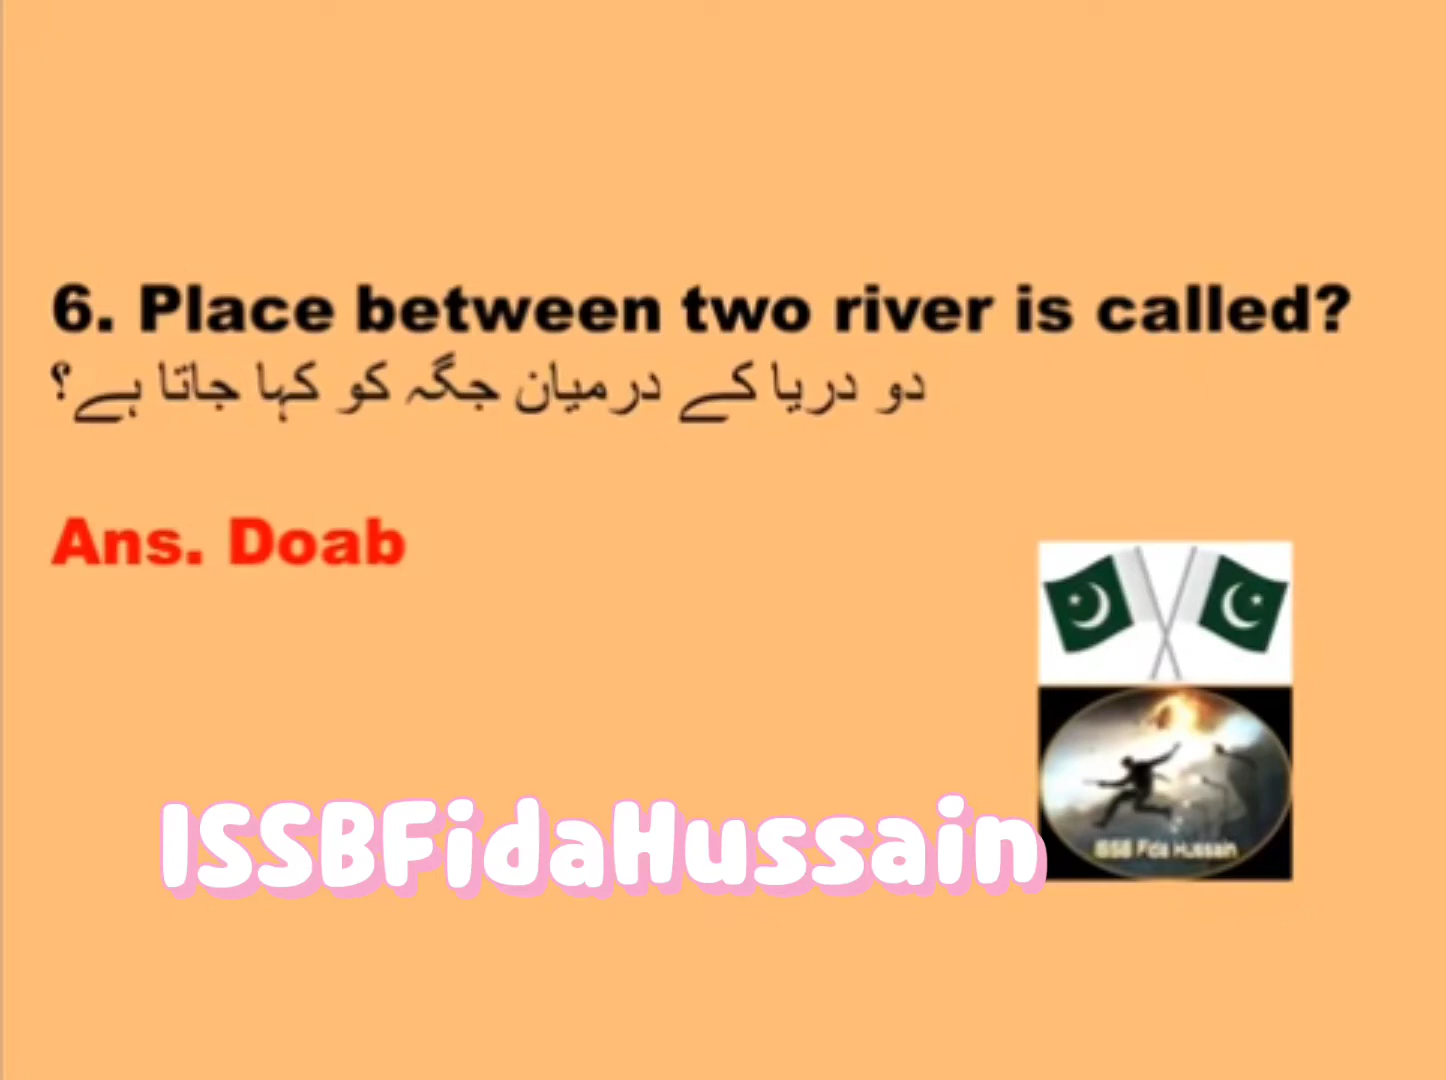 6. Place between two river is called?
دو دریا کے درمیان جگہ کو کہا جاتا ہے؟
Ans. Doab
ISSBFidaHussain
ISSB Fida Hussain